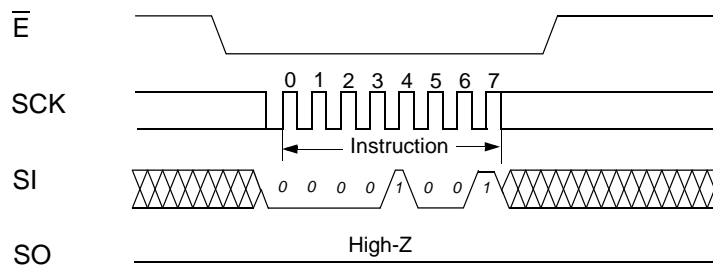 E
0 1 2 3 4 5 6 7
SCK
Instruction
SI
0 0 0 0 1 0 0 1
High-Z
SO